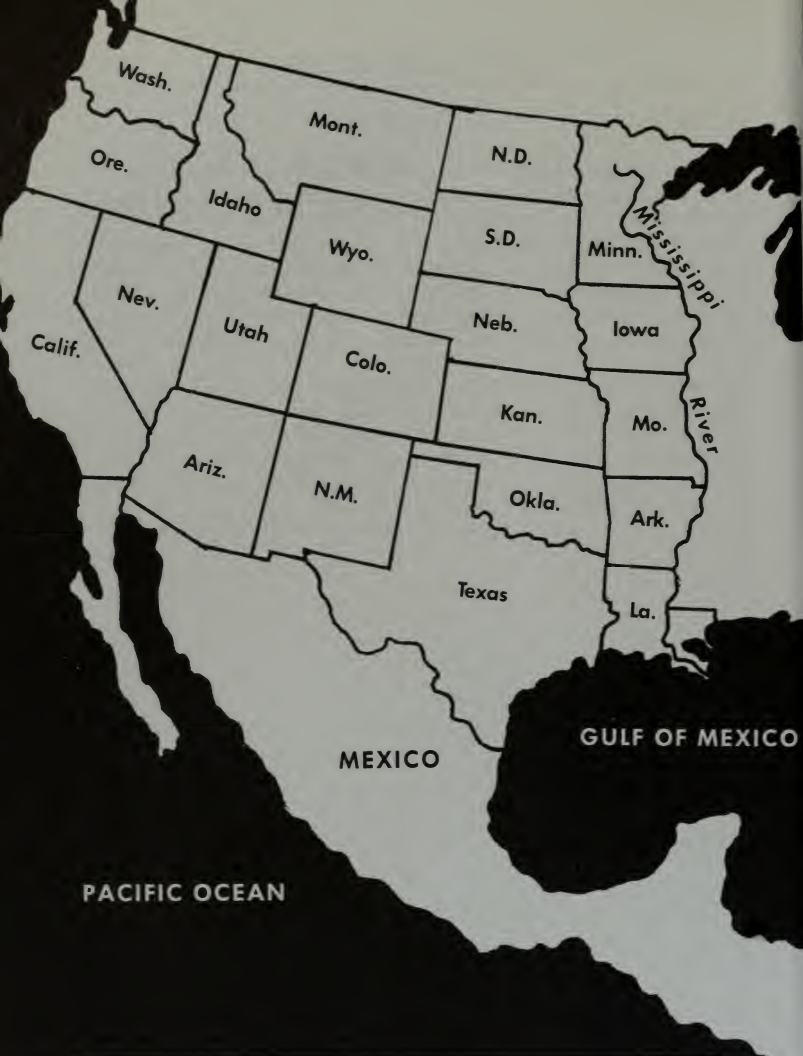 Wash.
Mont.
N.D.
Ore.
Idaho
Wyo.
S.D.
Minn.
Mississippi
River
Nev.
Utah
Colo.
Neb.
Iowa
Calif.
Kan.
Mo.
Ariz.
N.M.
Okla.
Ark.
Texas
La.
GULF OF MEXICO
MEXICO
PACIFIC OCEAN